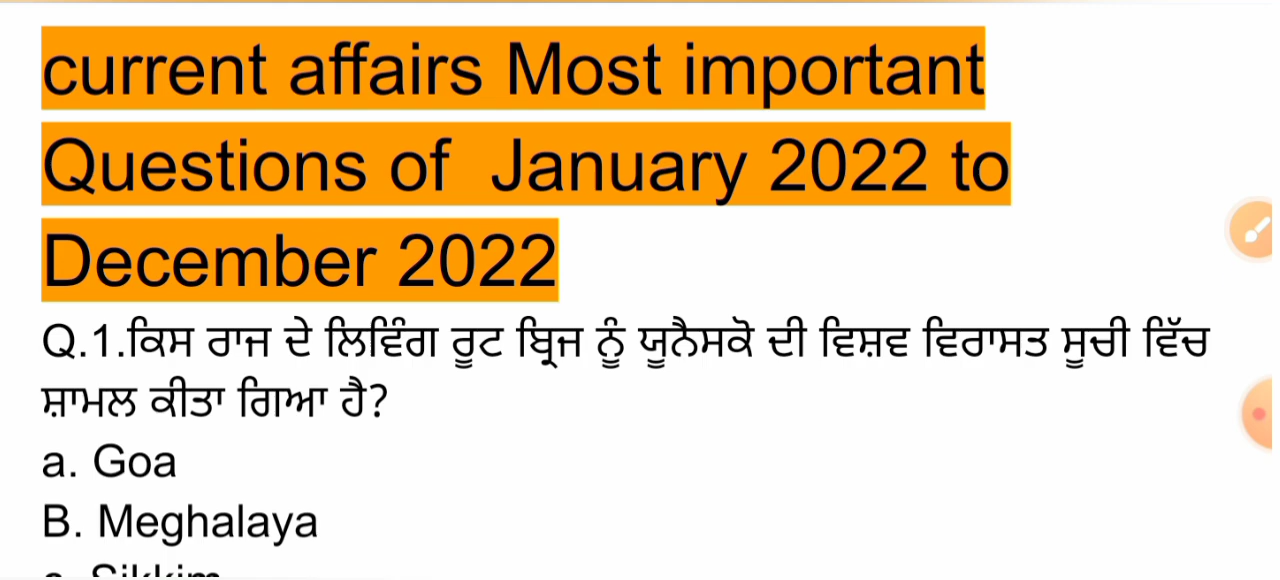 current affairs Most important
Questions of January 2022 to
December 2022
Q.1.ਕਿਸ ਰਾਜ ਦੇ ਲਿਵਿੰਗ ਰੂਟ ਬ੍ਰਿਜ ਨੂੰ ਯੂਨੈਸਕੋ ਦੀ ਵਿਸ਼ਵ ਵਿਰਾਸਤ ਸੂਚੀ ਵਿੱਚ
ਸ਼ਾਮਲ ਕੀਤਾ ਗਿਆ ਹੈ?
a. Goa
B. Meghalaya